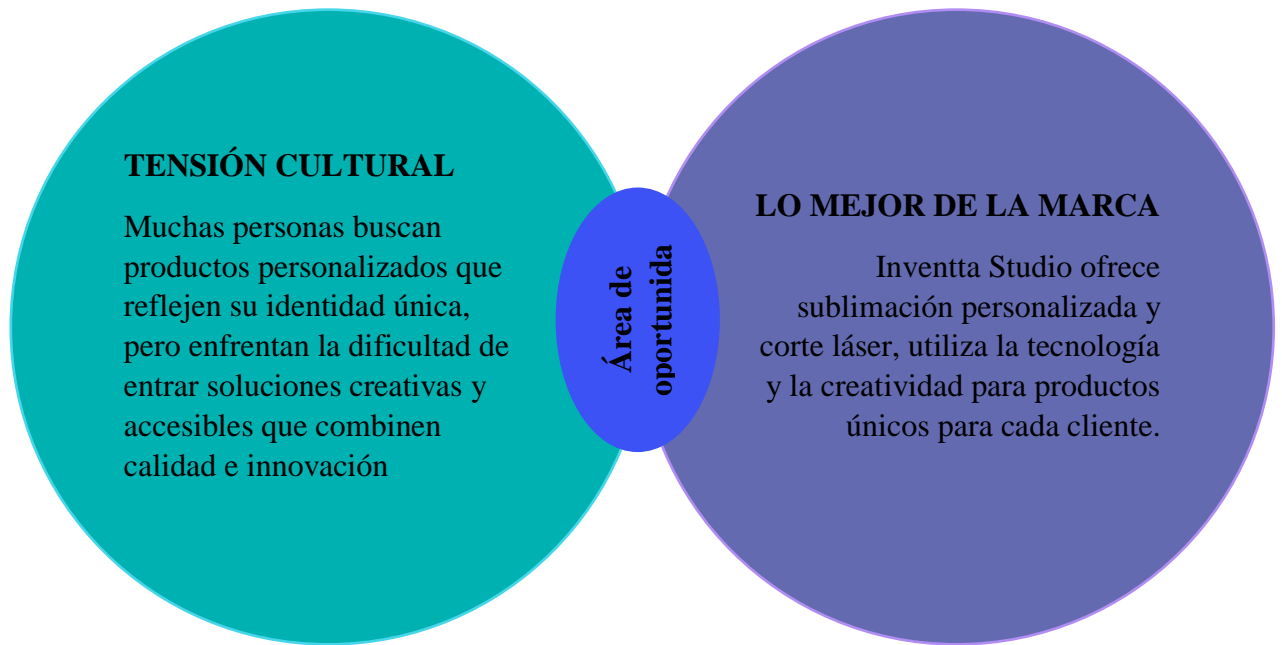 TENSIÓN CULTURAL
Muchas personas buscan
productos personalizados que
reflejen su identidad única,
pero enfrentan la dificultad de
entrar soluciones creativas y
accesibles que combinen
calidad e innovación
Área de
oportunida
LO MEJOR DE LA MARCA
Inventta Studio ofrece
sublimación personalizada y
corte láser, utiliza la tecnología
y la creatividad para productos
únicos para cada cliente.